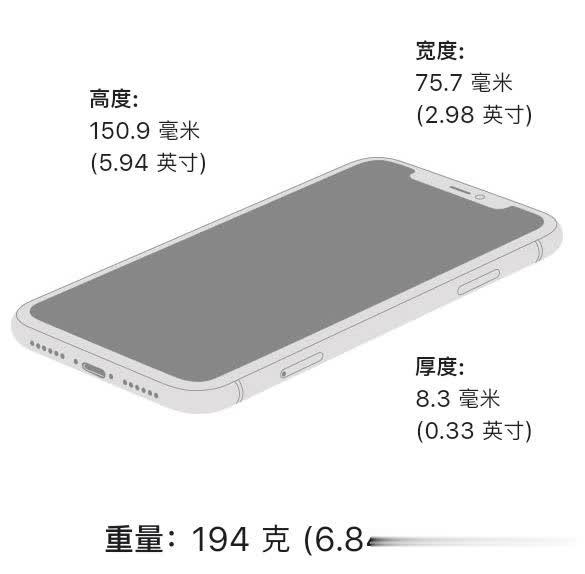 宽度:
75.7 毫米
(2.98 英寸)
高度:
150.9 毫米
(5.94 英寸)
厚度:
8.3 毫米
(0.33 英寸)
重量: 194 克 (6.8